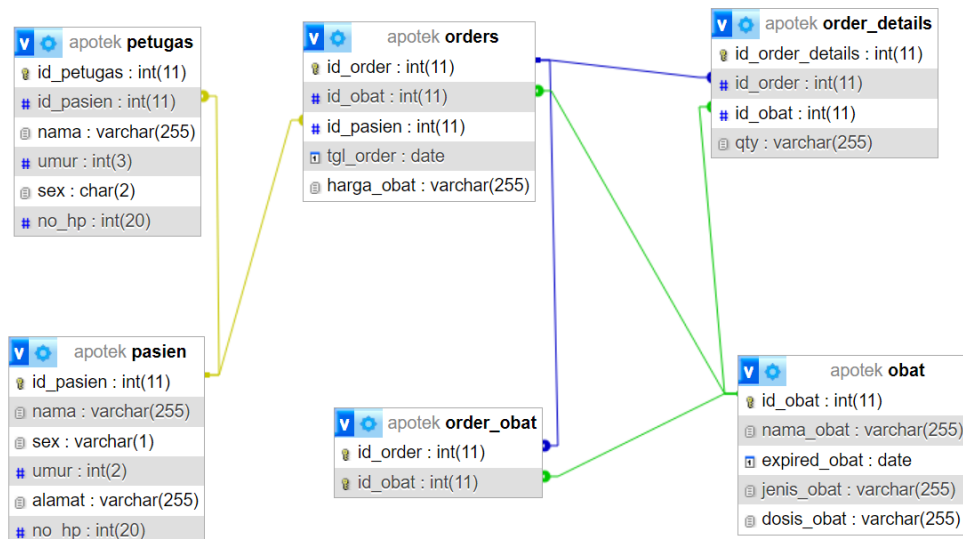 apotek petugas
id_petugas : int(11)
# id_pasien : int(11)
nama : varchar(255)
# umur : int(3)
sex : char(2)
# no_hp : int(20)
apotek orders
id_order : int(11)
# id_obat : int(11)
# id_pasien : int(11)
tgl_order : date
harga_obat : varchar(255)
apotek order_details
id_order_details : int(11)
# id_order : int(11)
# id_obat : int(11)
qty : varchar(255)
apotek pasien
id_pasien : int(11)
nama : varchar(255)
sex : varchar(1)
# umur : int(2)
alamat : varchar(255)
# no_hp : int(20)
apotek order_obat
id_order : int(11)
id_obat : int(11)
apotek obat
id_obat : int(11)
nama_obat : varchar(255)
expired_obat : date
jenis_obat : varchar(255)
dosis_obat : varchar(255)